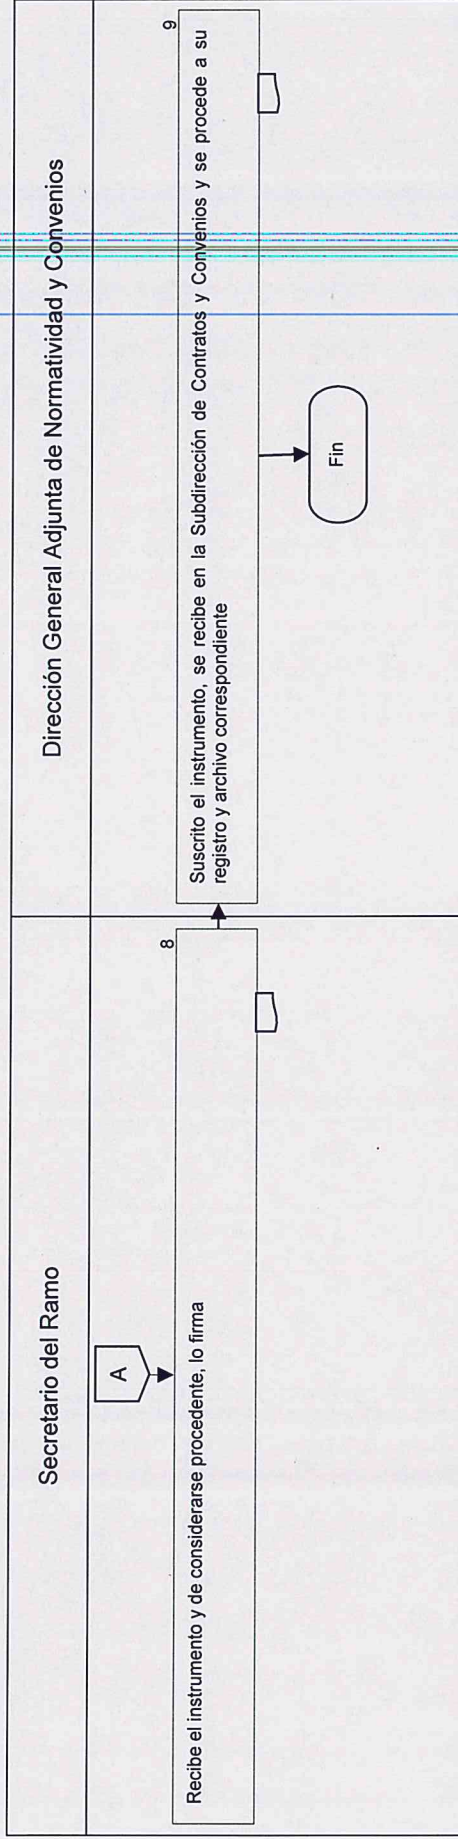 Secretario del Ramo
Dirección General Adjunta de Normatividad y Convenios
A
8
Recibe el instrumento y de considerarse procedente, lo firma
9
Suscrito el instrumento, se recibe en la Subdirección de Contratos y Convenios y se procede a su
registro y archivo correspondiente
Fin